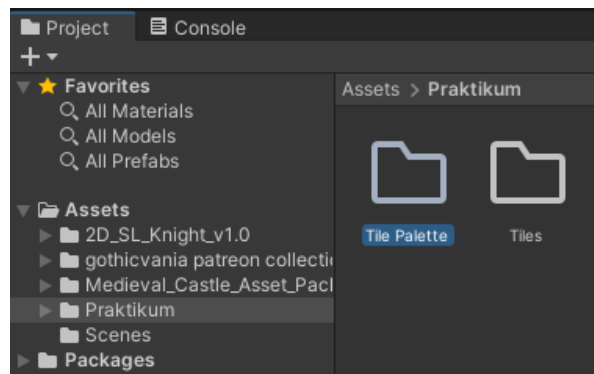 Project Console
Favorites
All Materials
All Models
All Prefabs
Assets
2D_SL_Knight_v1.0
gothicvania patreon collecti
Medieval_Castle_Asset_Pacl
Praktikum
Scenes
Packages
Assets > Praktikum
Tile Palette Tiles